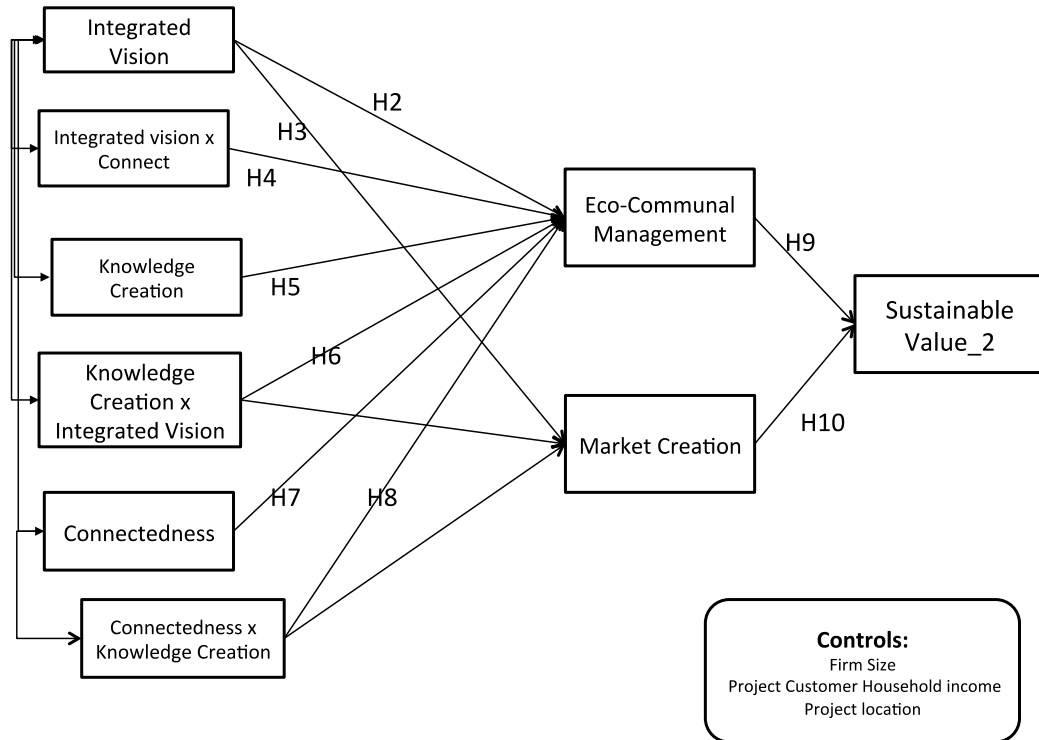 Integrated
Vision
H2
H3
Integrated vision x
Connect
H4
Eco-Communal
Management
H9
Knowledge
Creation
H5
Sustainable
Value_2
H6
Knowledge
Creation x
Integrated Vision
H10
Market Creation
H7
H8
Connectedness
Connectedness x
Knowledge Creation
Controls:
Firm Size
Project Customer Household income
Project location